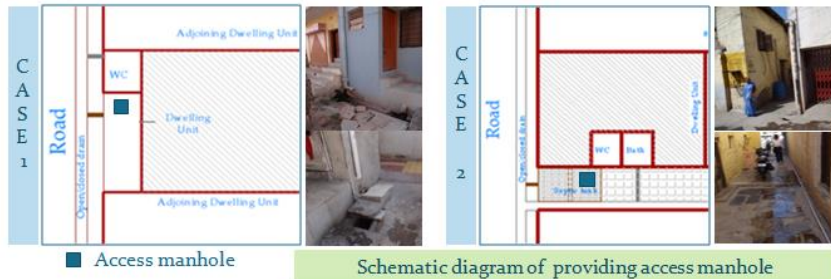 CASE 1
Road
Open/closed drain
Adjoining Dwelling Unit
WC
Dwelling
Unit
Adjoining Dwelling Unit
CASE 2
Road
Open/closed drain
Dwelling Unit
WC
Bath
Septic tank
Access manhole
Schematic diagram of providing access manhole